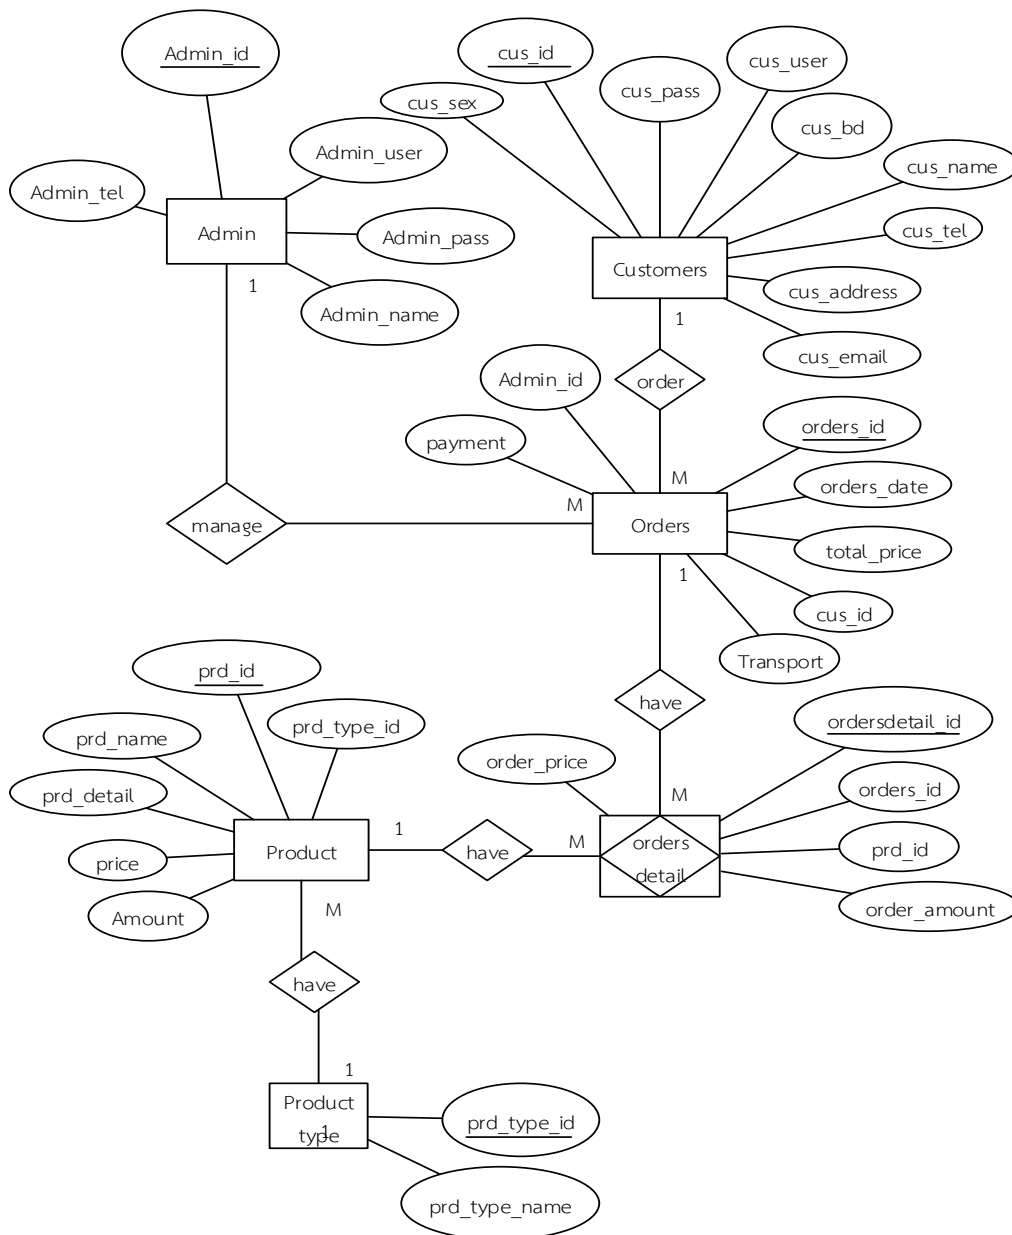 Admin_id
cus_id
cus_user
cus_pass
cus_sex
cus_bd
Admin_user
cus_name
Admin_tel
cus_tel
Admin
Admin_pass
Customers
1
cus_address
Admin_name
1
cus_email
Admin_id
order
orders_id
payment
M
orders_date
M
manage
Orders
total_price
1
cus_id
Transport
prd_id
have
ordersdetail_id
prd_type_id
prd_name
order_price
orders_id
prd_detail
M
1
M
orders
detail
prd_id
Product
have
price
Amount
M
order_amount
have
1
Product
type
1
prd_type_id
prd_type_name